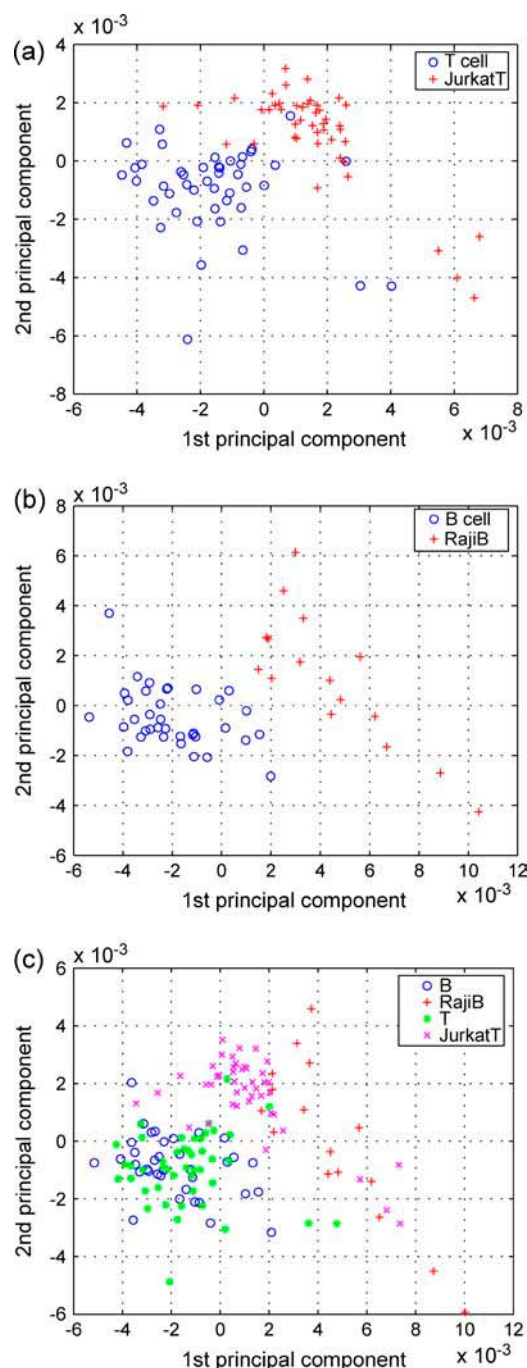 (a)
x 10⁻³
T cell
JurkatT
4
2
0
-2
-4
-6
-8
2nd principal component
-6 -4 -2 0 2 4 6 8
1st principal component
x 10⁻³
(b)
x 10⁻³
B cell
RajiB
8
6
4
2
0
-2
-4
-6
2nd principal component
-6 -4 -2 0 2 4 6 8 10 12
1st principal component
x 10⁻³
(c)
x 10⁻³
B
RajiB
T
JurkatT
6
4
2
0
-2
-4
-6
2nd principal component
-6 -4 -2 0 2 4 6 8 10 12
1st principal component
x 10⁻³